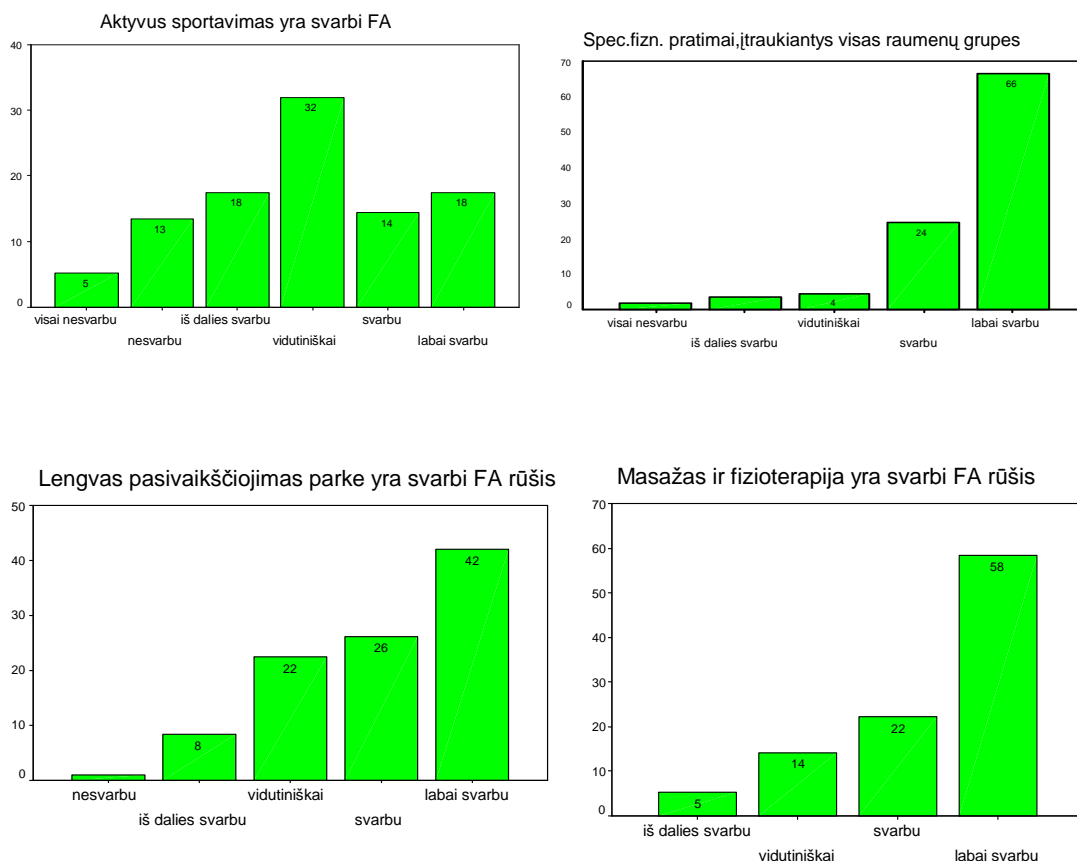 Aktyvus sportavimas yra svarbi FA
40
30
20
10
0
5
13
18
32
14
18
visai nesvarbu
iš dalies svarbu
svarbu
nesvarbu
vidutiniškai
labai svarbu
Spec.fizn. pratimai,įtraukiantys visas raumenų grupes
70
60
50
40
30
20
10
0
4
24
66
visai nesvarbu
vidutiniškai
labai svarbu
iš dalies svarbu
svarbu
Lengvas pasivaikščiojimas parke yra svarbi FA rūšis
50
40
30
20
10
0
8
22
26
42
nesvarbu
vidutiniškai
labai svarbu
iš dalies svarbu
svarbu
Masažas ir fizioterapija yra svarbi FA rūšis
70
60
50
40
30
20
10
0
5
14
22
58
iš dalies svarbu
svarbu
vidutiniškai
labai svarbu